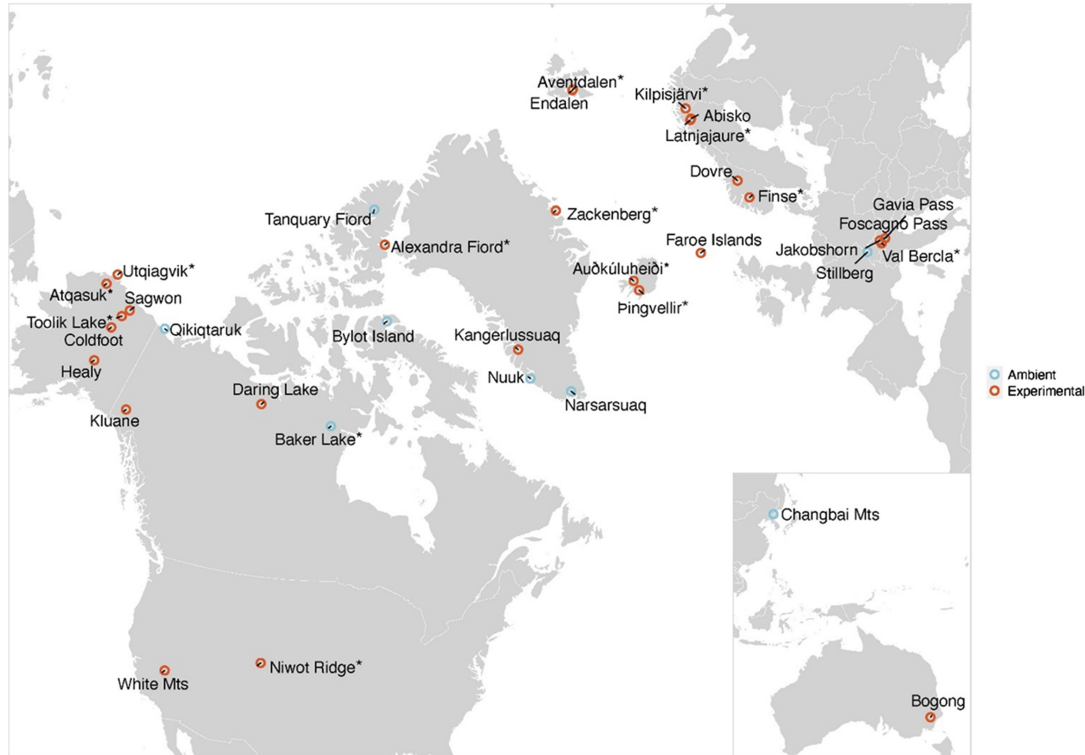 Aventdalen*
Endalen
Kilpisjärvi*
Abisko
Latnjajaure*
Dovre
Finse*
Gavia Pass
Foscagno Pass
Jakobshorn
Val Bercla*
Stillberg
Tanquary Fiord
Zackenberg*
Alexandra Fiord*
Faroe Islands
Auðkúluheiði*
Þingvellir*
Utqiagvik*
Atqasuk*
Sagwon
Toolik Lake*
Coldfoot
Qikiqtaruk
Healy
Bylot Island
Kangerlussuaq
Nuuk
Narsarsuaq
Daring Lake
Kluane
Baker Lake*
Ambient
Experimental
Changbai Mts
White Mts
Niwot Ridge*
Bogong